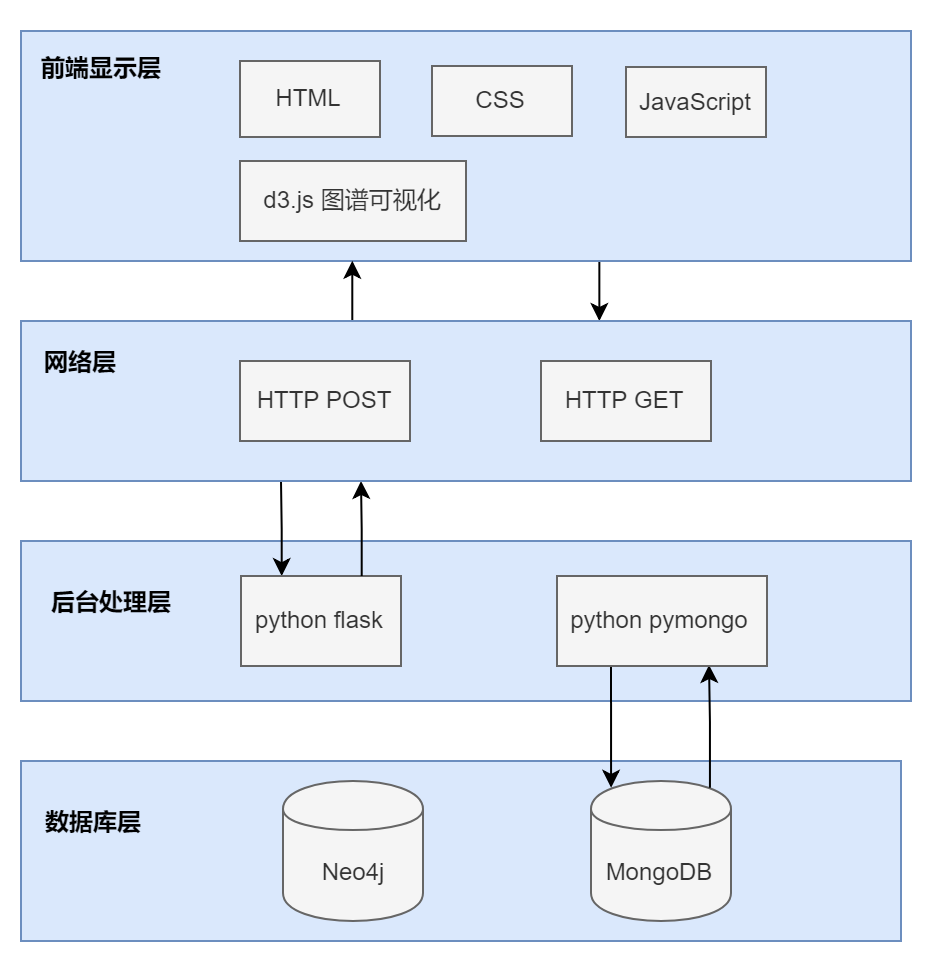 前端显示层
HTML
CSS
JavaScript
d3.js 图谱可视化
网络层
HTTP POST
HTTP GET
后台处理层
python flask
python pymongo
数据库层
Neo4j
MongoDB